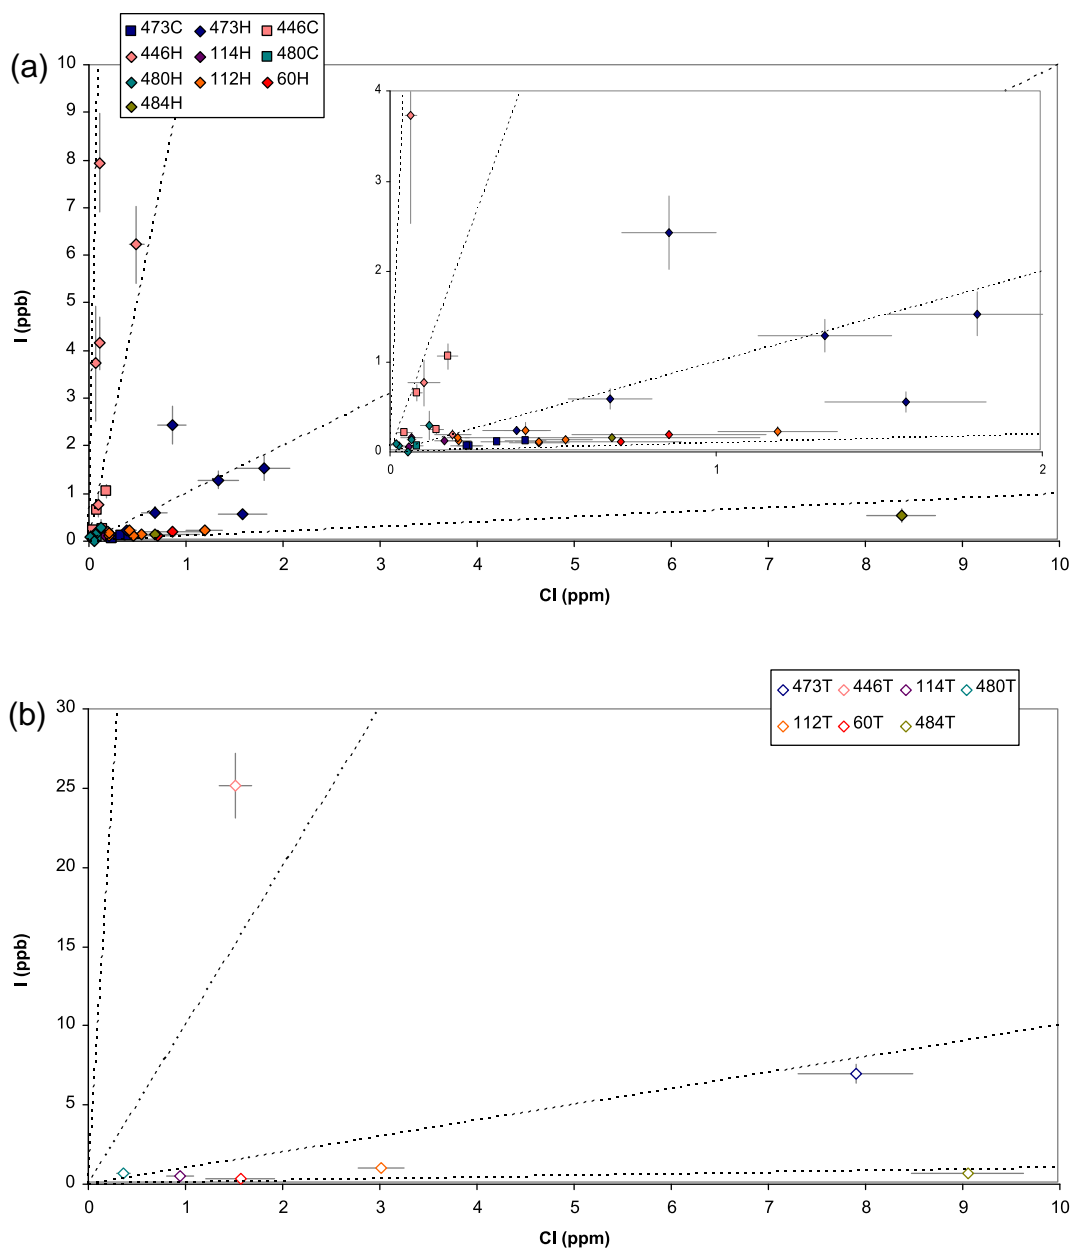 473C 473H 446C
446H 114H 480C
480H 112H 60H
484H
(a)
10
9
8
7
6
5
4
3
2
1
0
I (ppb)
0 1 2 3 4 5 6 7 8 9 10
Cl (ppm)
4
3
2
1
0
0 1 2
473T 446T 114T 480T
112T 60T 484T
(b)
30
25
20
15
10
5
0
I (ppb)
0 1 2 3 4 5 6 7 8 9 10
Cl (ppm)